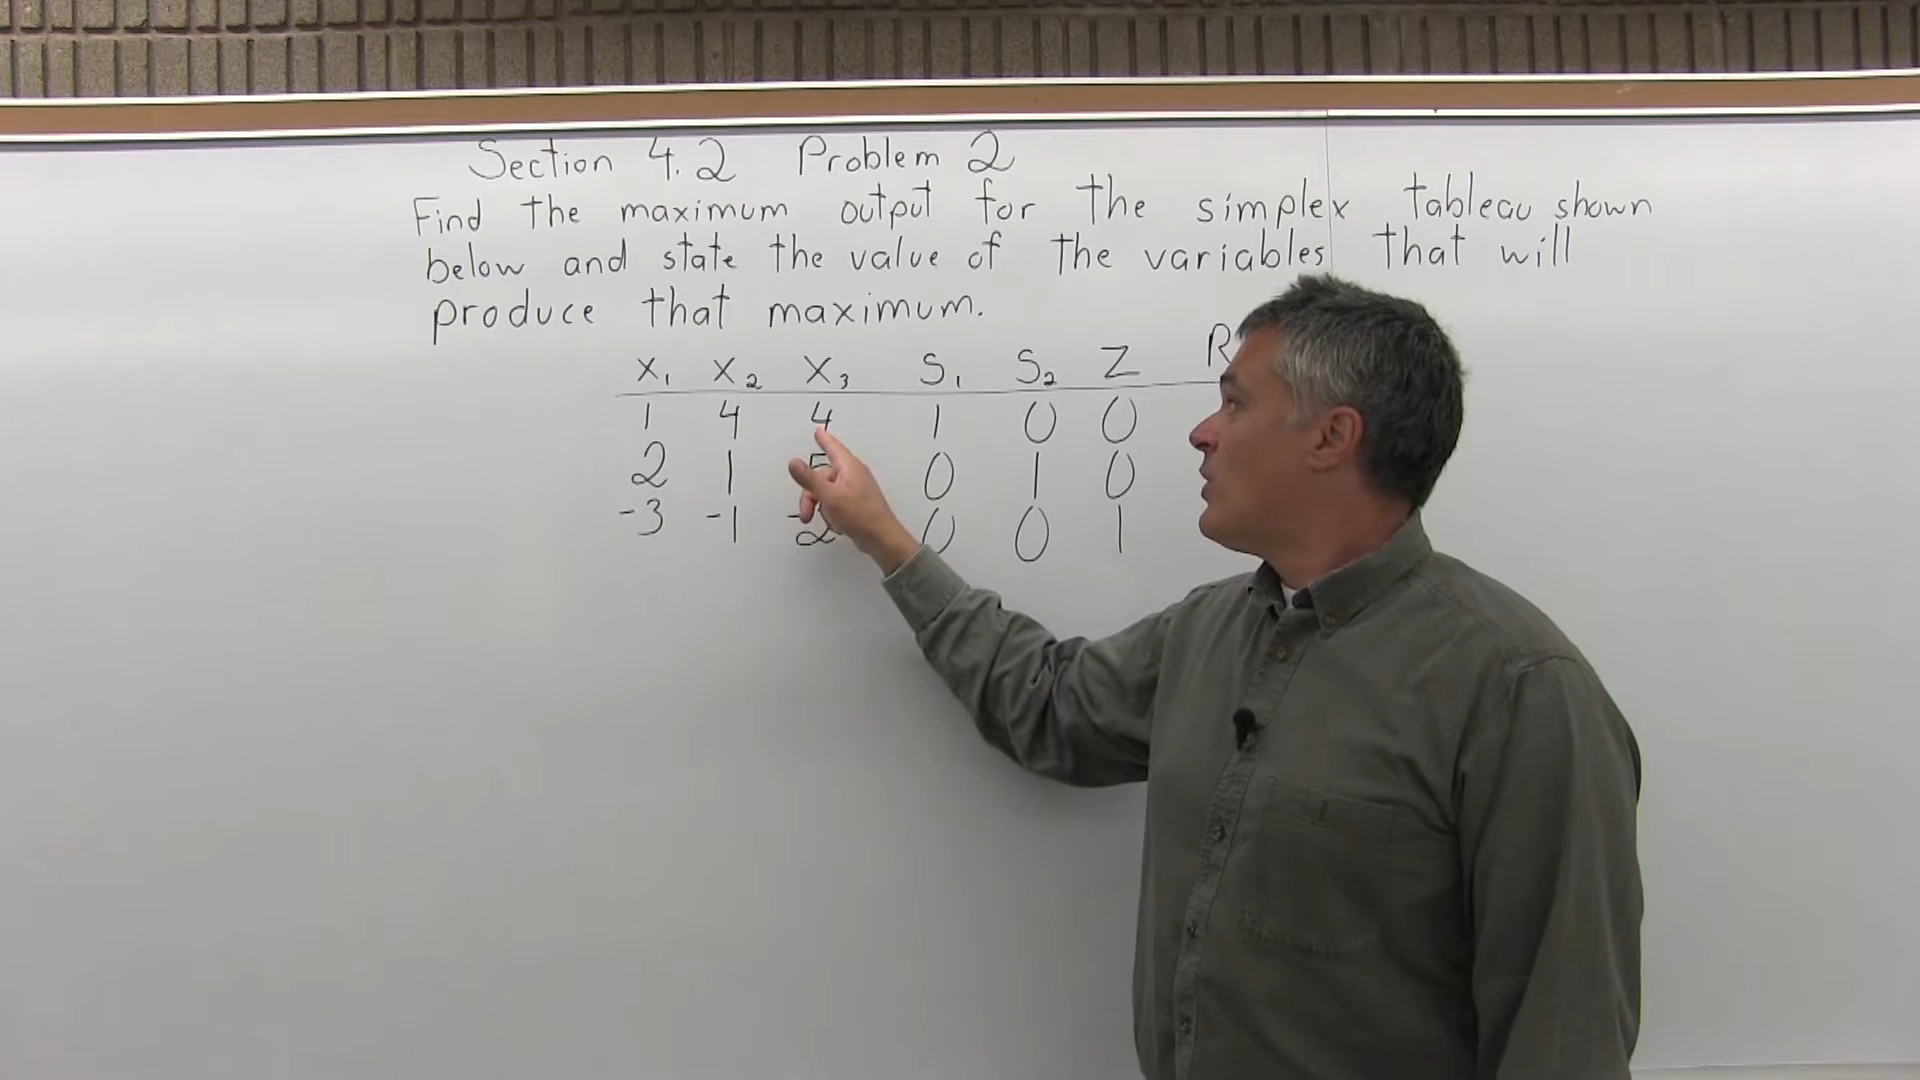 Section 4.2 Problem 2
Find the maximum output for the simplex tableau shown
below and state the value of the variables that will
produce that maximum.
X₁ X₂ X₃ S₁ S₂ Z R
1 4 4 1 0 0
2 1 5 0 1 0
-3 -1 -2 0 0 1